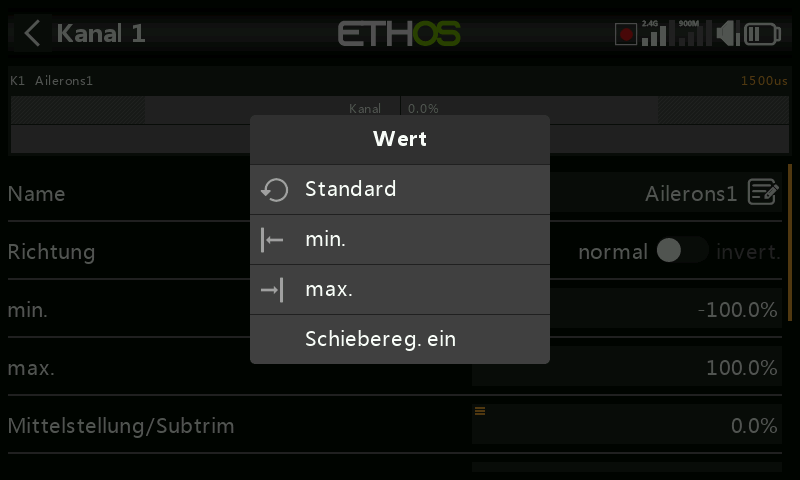 Kanal 1
ETHOS
2.4G
900M
K1 Ailerons1
1500us
Kanal 0.0%
Wert
Standard
min.
max.
Schiebereg. ein
Name
Ailerons1
Richtung
normal
invert.
min.
-100.0%
max.
100.0%
Mittelstellung/Subtrim
0.0%